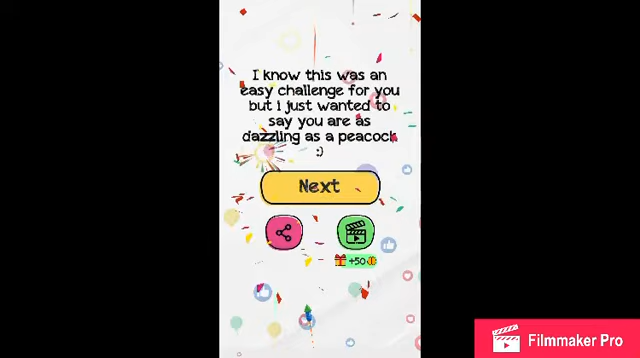 I know this was an
easy challenge for you
but i just wanted to
say you are as
dazzling as a peacock
:)
Next
+50
Filmmaker Pro